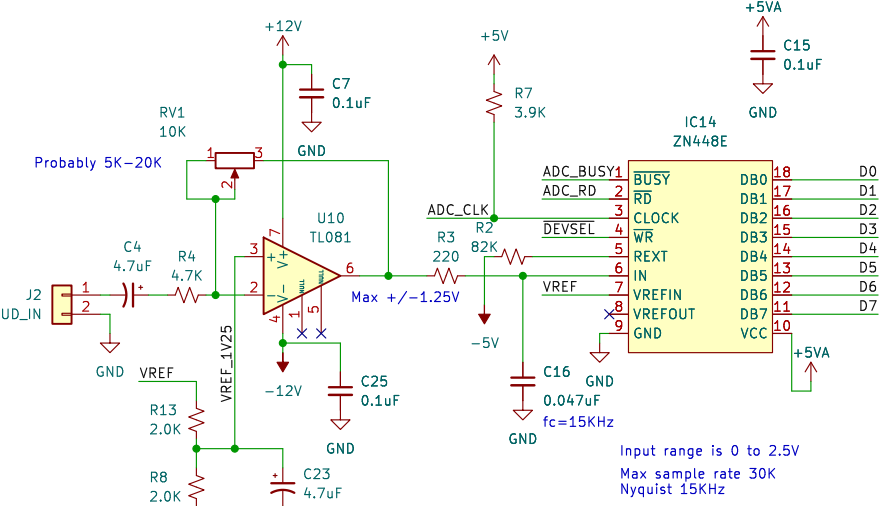 +5VA
+12V
+5V
C15
0.1uF
C7
0.1uF
R7
3.9K
GND
RV1
10K
GND
IC14
ZN448E
1
3
2
Probably 5K-20K
ADC_BUSY
1
BUSY
DB0
18
D0
ADC_RD
2
RD
DB1
17
D1
ADC_CLK
3
CLOCK
DB2
16
D2
DEVSEL
4
WR
DB3
15
D3
5
REXT
DB4
14
D4
6
IN
DB5
13
D5
VREF
7
VREFIN
DB6
12
D6
8
VREFOUT
DB7
11
D7
9
GND
VCC
10
U10
TL081
7
V+
3
+
2
-
V-
4
NULL
NULL
1
5
6
R3
220
R2
82K
Max +/-1.25V
C4
4.7uF
+
R4
4.7K
J2
1
2
UD_IN
GND
-5V
-12V
+5VA
GND
VREF
VREF_1V25
C25
0.1uF
C16
0.047uF
GND
GND
fc=15KHz
R13
2.0K
R8
2.0K
+
C23
4.7uF
Input range is 0 to 2.5V
Max sample rate 30K
Nyquist 15KHz